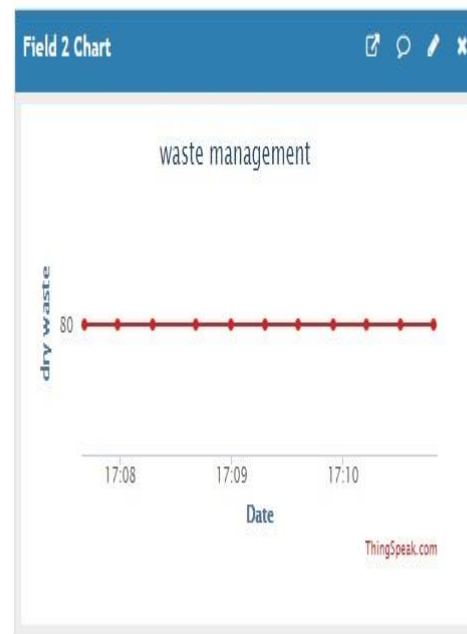 Field 2 Chart
waste management
dry waste
80
17:08 17:09 17:10
Date
ThingSpeak.com